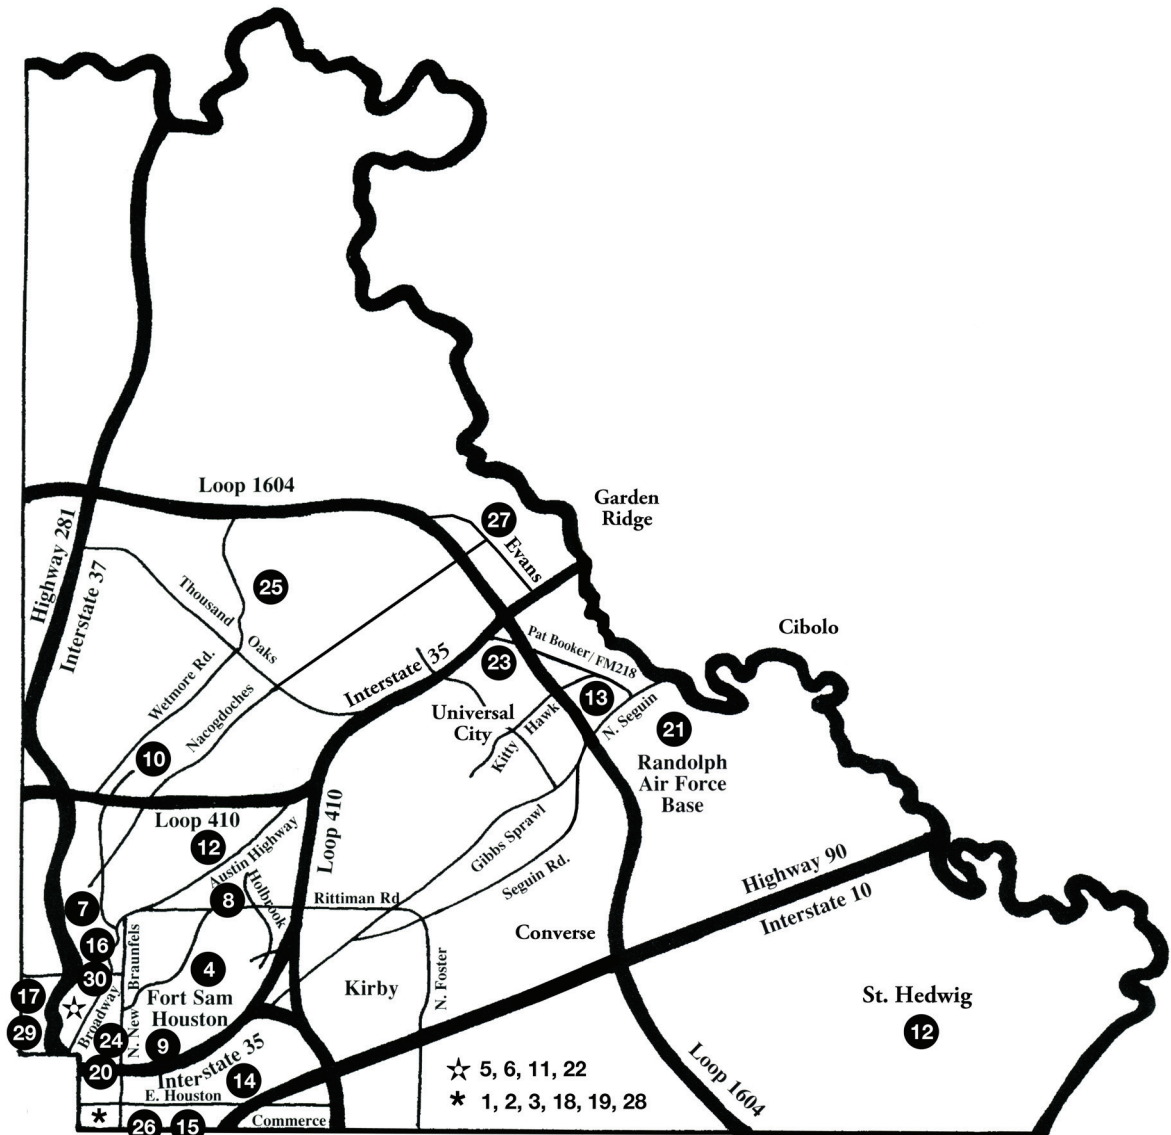 Loop 1604
Garden
Ridge
27
Evans
Highway 281
Interstate 37
25
Thousand
Oaks
Cibolo
Pat Booker / FM218
23
Interstate 35
Wetmore Rd.
Nacogdoches
13
N. Seguin
Universal
City
Kitty Hawk
21
Randolph
Air Force
Base
10
Loop 410
Loop 410
12
Austin Highway
Gibbs Sprawl
Seguin Rd.
Highway 90
Interstate 10
Holbrook
8
Rittiman Rd
7
Converse
16
N. New Braunfels
4
30
Kirby
N. Foster
17
Broadway
Fort Sam
Houston
St. Hedwig
12
29
24
9
Interstate 35
20
14
E. Houston
☆ 5, 6, 11, 22
* 1, 2, 3, 18, 19, 28
Loop 1604
*
26
15
Commerce